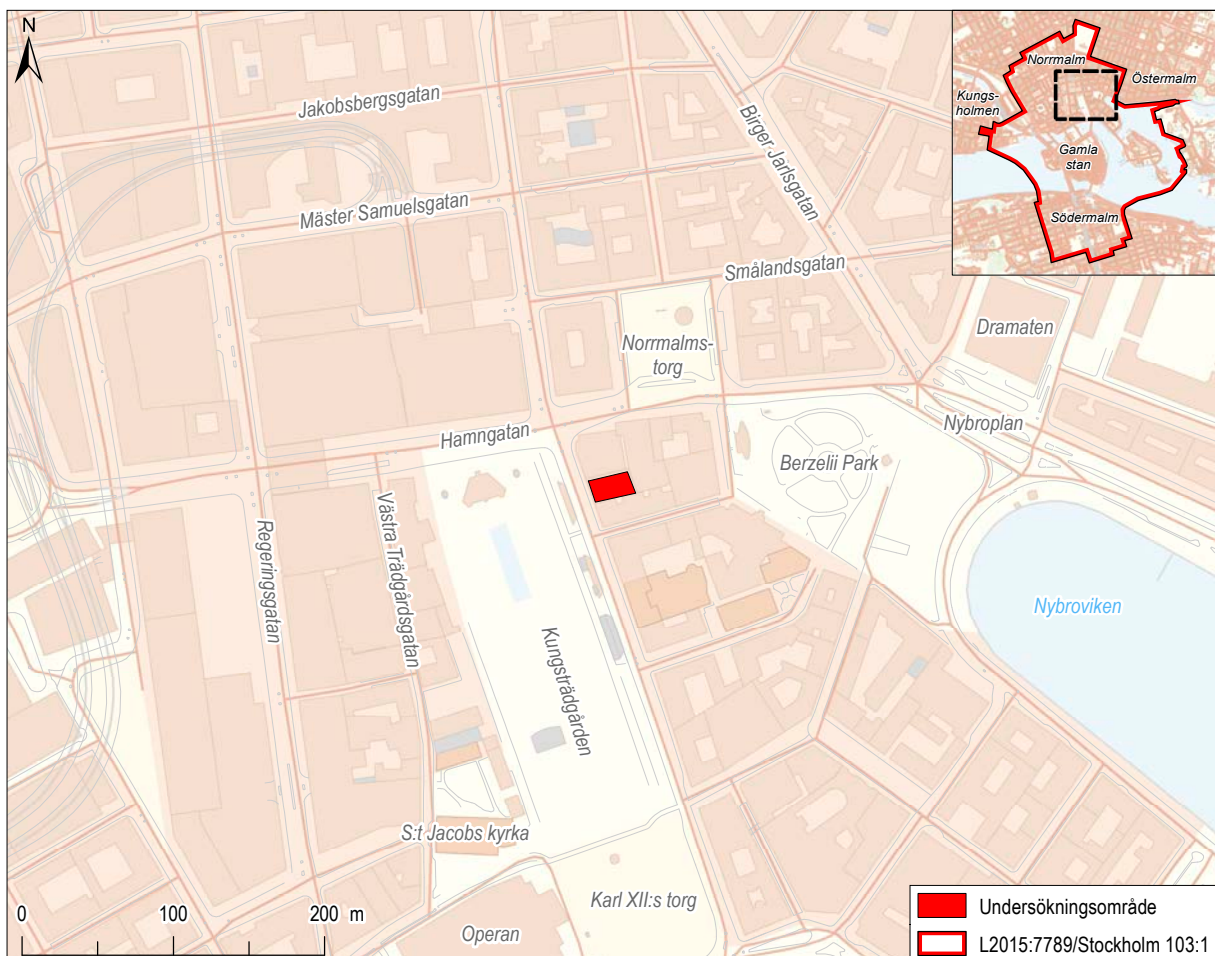 N
Jakobsbergsgatan
Mäster Samuelsgatan
Birger Jarlsgatan
Smålandsgatan
Norrmalms-
torg
Dramaten
Hamngatan
Nybroplan
Berzelii Park
Regeringsgatan
Västra Trädgårdsgatan
Kungsträdgården
Nybroviken
S:t Jacobs kyrka
Karl XII:s torg
Operan
0 100 200 m
Norrmalm
Östermalm
Kungs-
holmen
Gamla
stan
Södermalm
Undersökningsområde
L2015:7789/Stockholm 103:1